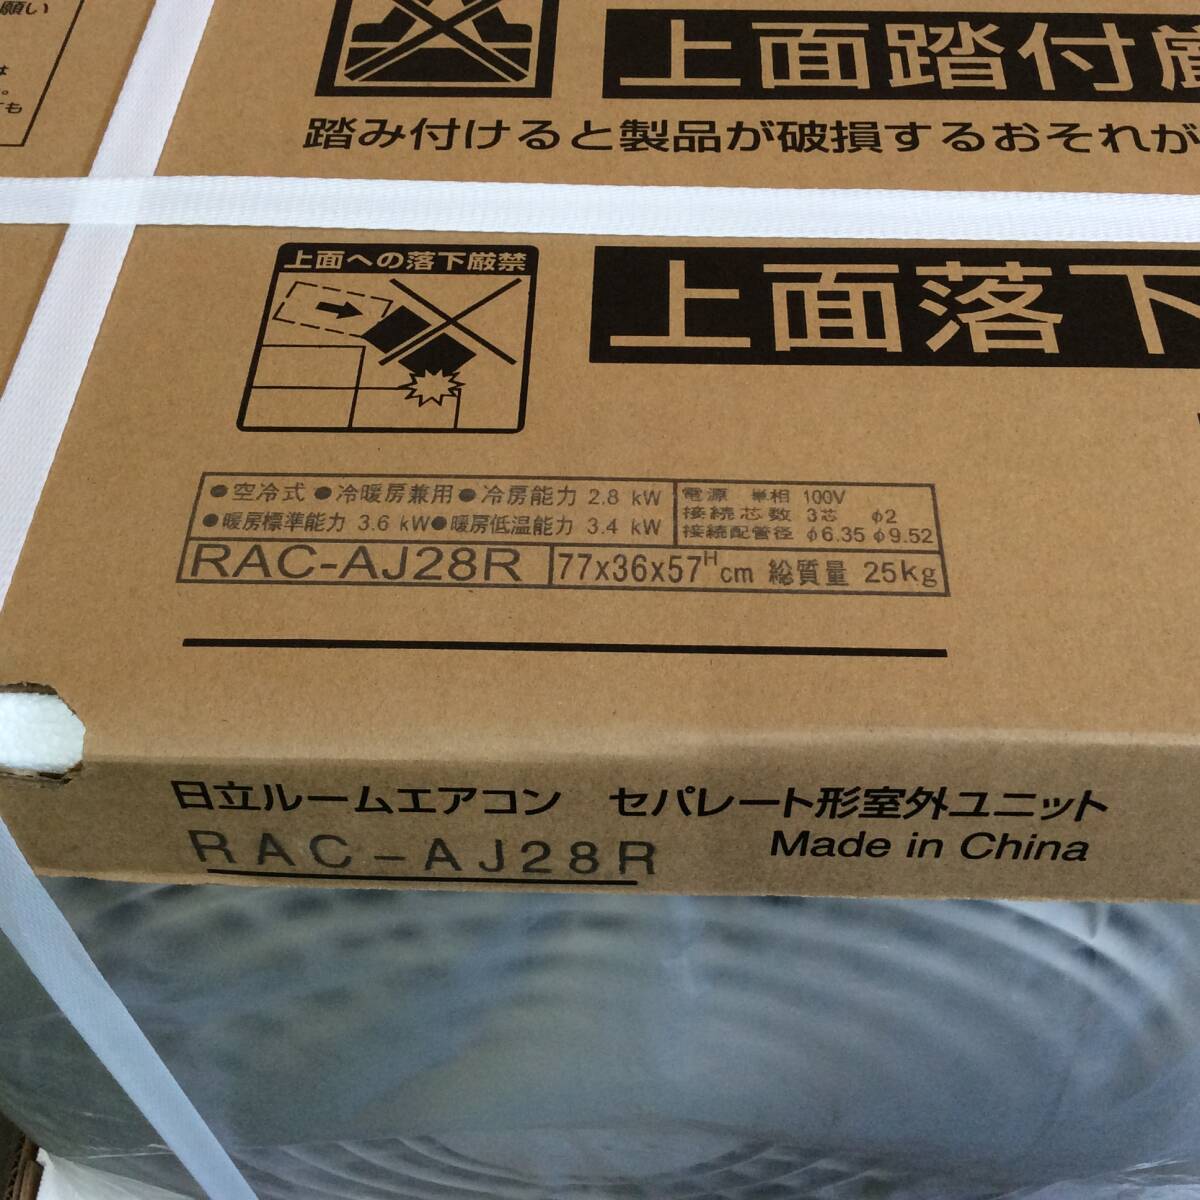 願い
は
。
ても
上面踏付厳
踏み付けると製品が破損するおそれが
上面への落下厳禁
上面落下
●空冷式 ●冷暖房兼用 ●冷房能力 2.8 kW
●暖房標準能力 3.6 kW ●暖房低温能力 3.4 kW
電源 単相 100V
接続芯数 3芯 φ2
接続配管径 φ6.35 φ9.52
RAC-AJ28R
77x36x57Hcm 総質量 25kg
日立ルームエアコン セパレート形室外ユニット
RAC-AJ28R
Made in China